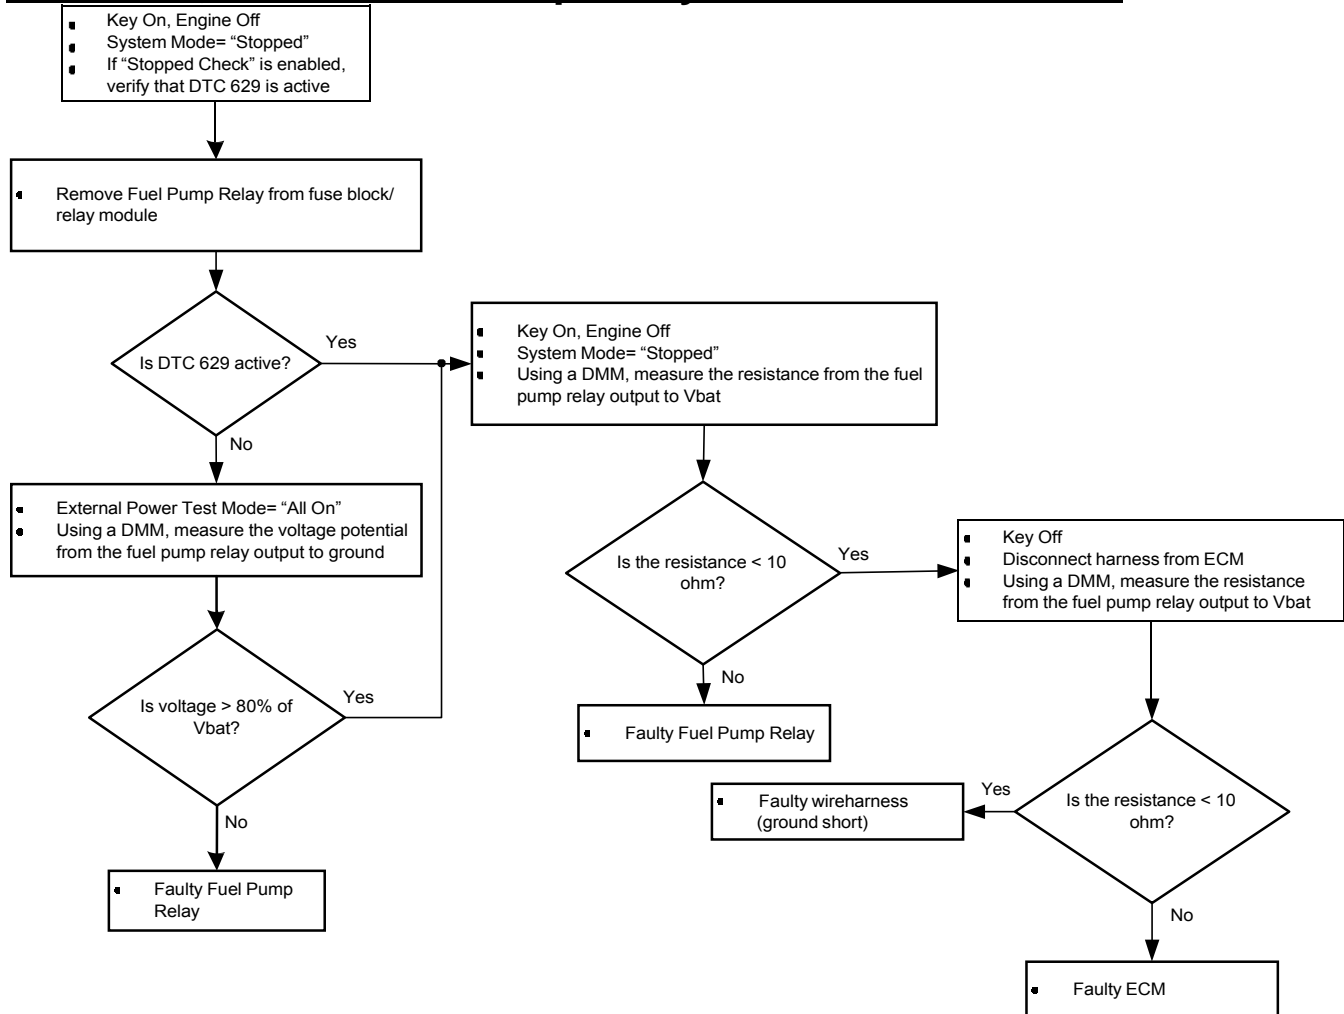 Key On, Engine Off
System Mode= “Stopped”
If “Stopped Check” is enabled,
verify that DTC 629 is active
Remove Fuel Pump Relay from fuse block/
relay module
Is DTC 629 active?
Yes
No
External Power Test Mode= “All On”
Using a DMM, measure the voltage potential
from the fuel pump relay output to ground
Is voltage > 80% of
Vbat?
Yes
No
Faulty Fuel Pump
Relay
Key On, Engine Off
System Mode= “Stopped”
Using a DMM, measure the resistance from the fuel
pump relay output to Vbat
Is the resistance < 10
ohm?
Yes
No
Faulty Fuel Pump Relay
Key Off
Disconnect harness from ECM
Using a DMM, measure the resistance
from the fuel pump relay output to Vbat
Is the resistance < 10
ohm?
Yes
Faulty wireharness
(ground short)
No
Faulty ECM